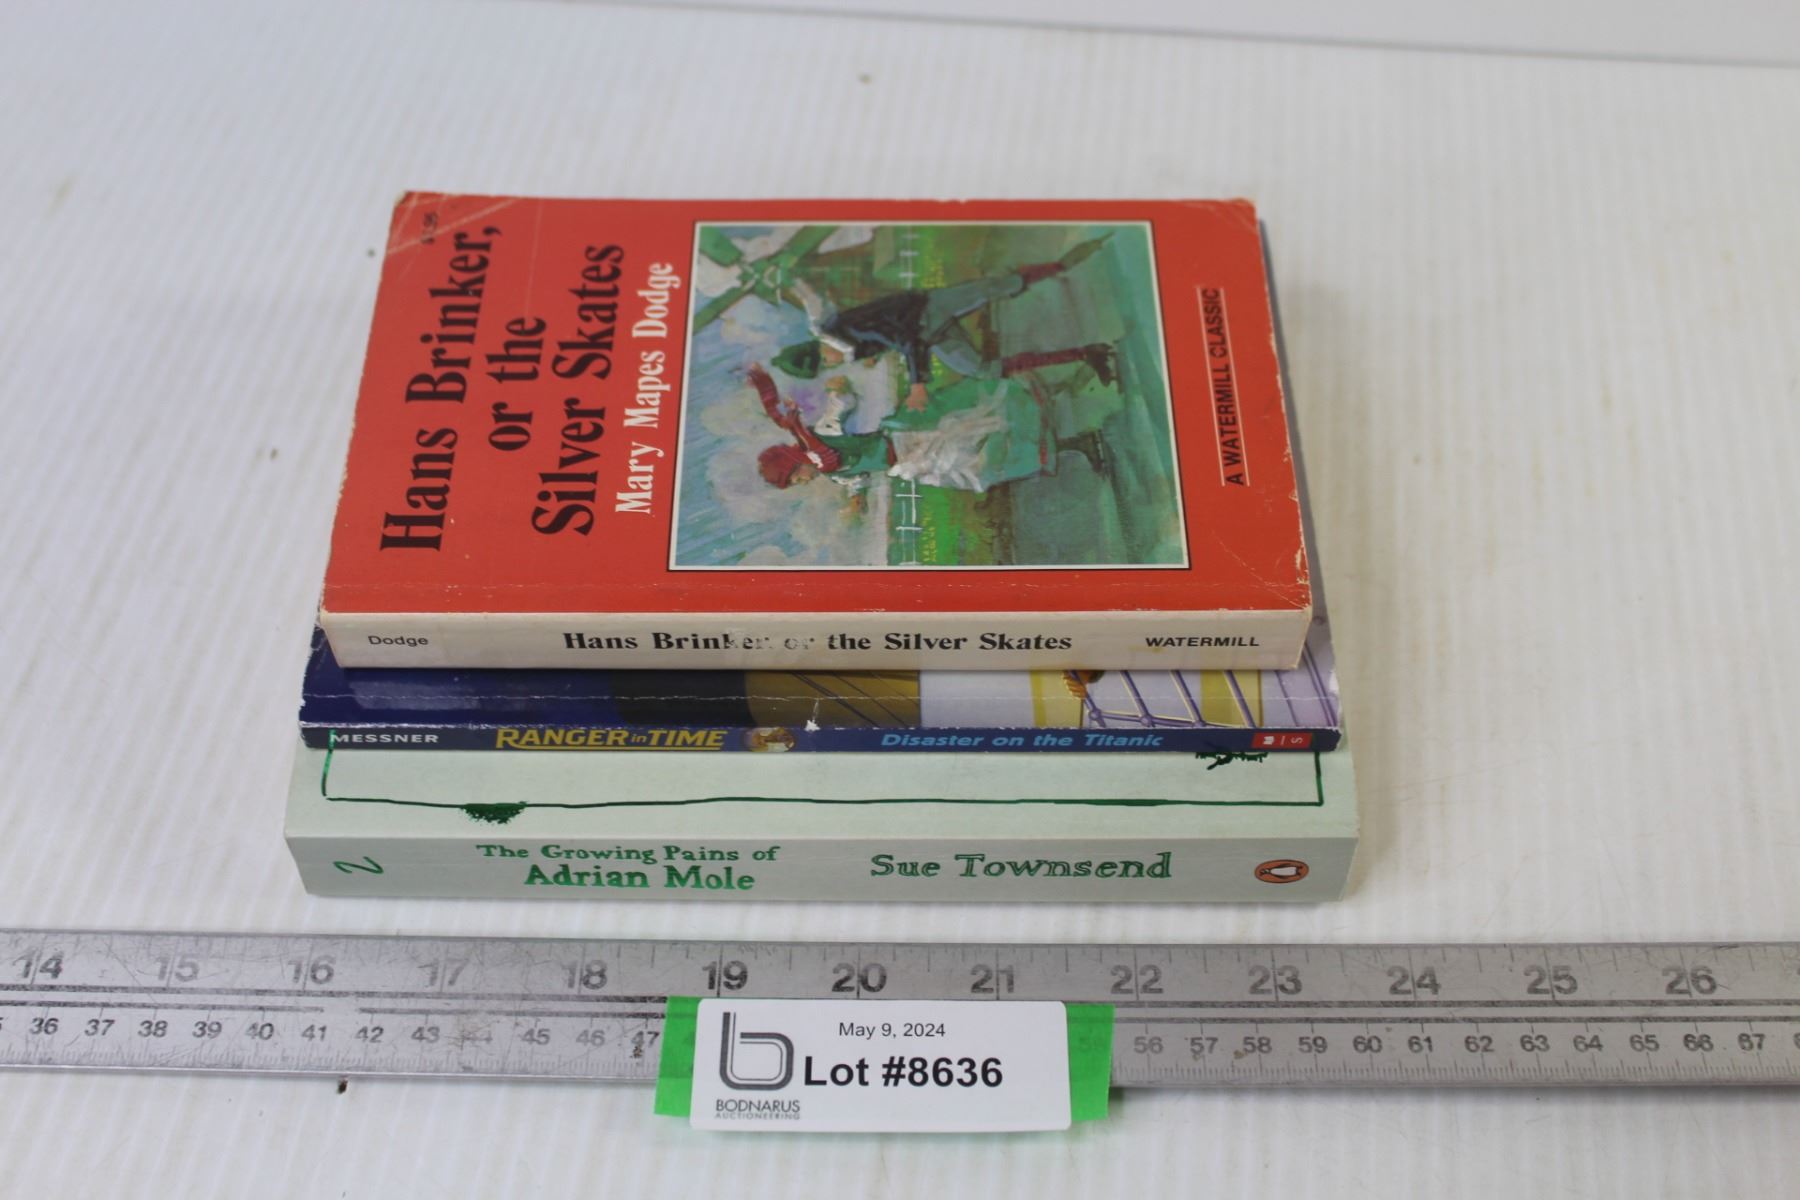 Hans Brinker,
or the
Silver Skates
Mary Mapes Dodge
A WATERMILL CLASSIC
Dodge Hans Brinker, or the Silver Skates WATERMILL
MESSNER RANGER in TIME Disaster on the Titanic
2 The Growing Pains of
Adrian Mole Sue Townsend
14 15 16 17 18 19 20 21 22 23 24 25 26
36 37 38 39 40 41 42 43 44 45 46 47 56 57 58 59 60 61 62 63 64 65 66 67
May 9, 2024
Lot #8636
BODNARUS
AUCTIONEERING